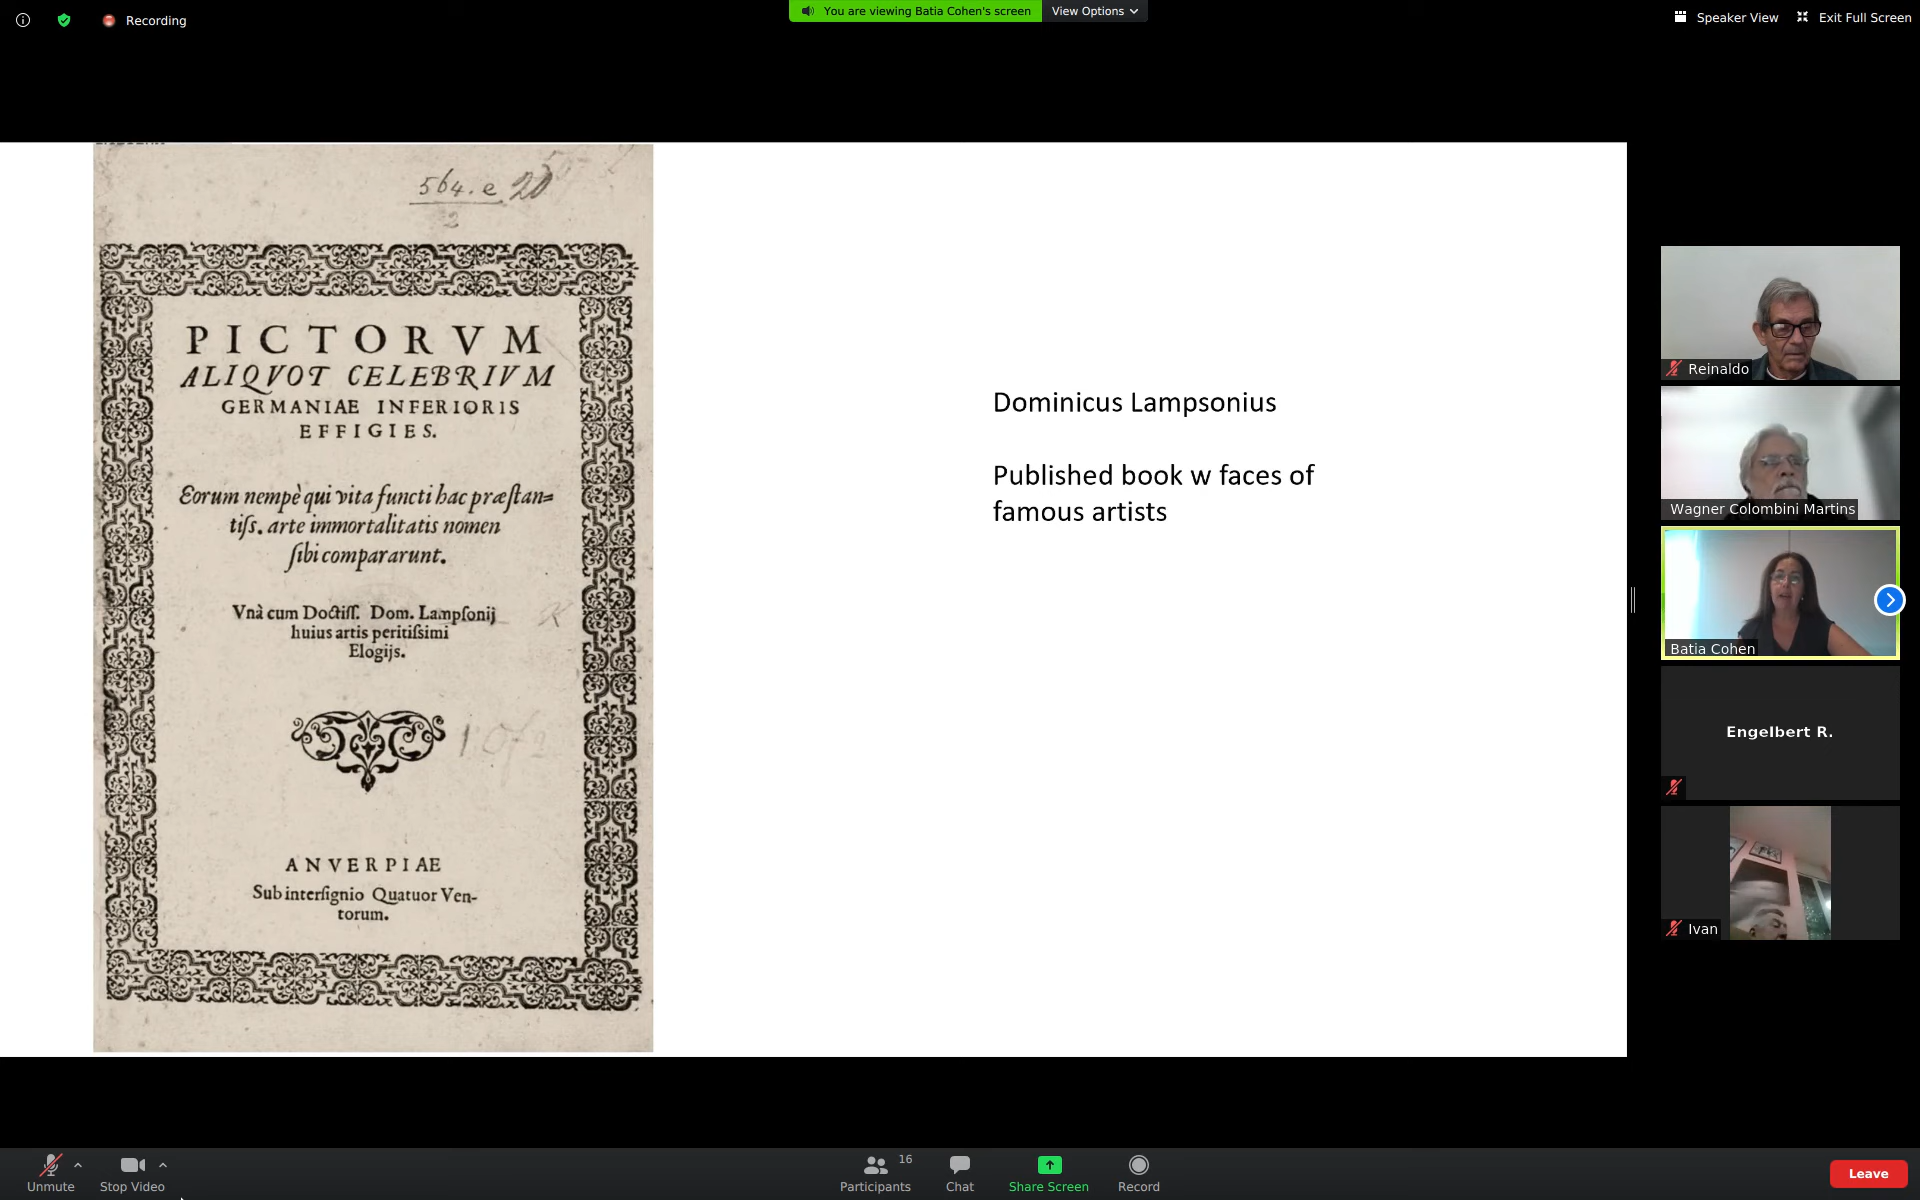 Recording
You are viewing Batia Cohen's screen
View Options
Speaker View
Exit Full Screen
564.e 20
2
PICTORVM
ALIQVOT CELEBRIVM
GERMANIAE INFERIORIS
EFFIGIES.
Eorum nempè qui vita functi hac præſtan=
tiſs. arte immortalitatis nomen
ſibi compararunt.
Vnà cum Doctiſſ. Dom. Lampſonij
huius artis peritiſsimi
Elogijs.
ANVERPIAE
Sub interſignio Quatuor Ven-
torum.
Dominicus Lampsonius
Published book w faces of
famous artists
Reinaldo
Wagner Colombini Martins
Batia Cohen
Engelbert R.
Ivan
Unmute
Stop Video
Participants
16
Chat
Share Screen
Record
Leave